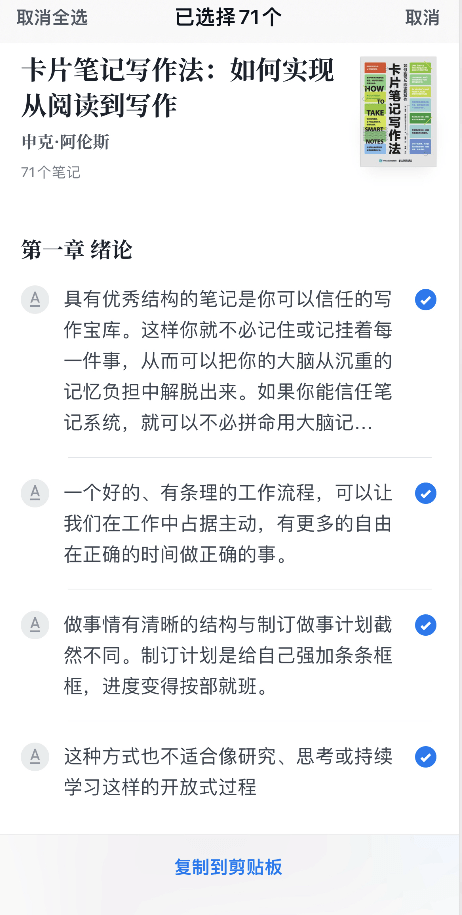 取消全选
已选择71个
取消
卡片笔记写作法：如何实现
从阅读到写作
申克·阿伦斯
71个笔记
HOW
TO
TAKE
SMART
NOTES
卡片笔记写作法
第一章 绪论
具有优秀结构的笔记是你可以信任的写
作宝库。这样你就不必记住或记挂着每
一件事，从而可以把你的大脑从沉重的
记忆负担中解脱出来。如果你能信任笔
记系统，就可以不必拼命用大脑记...
一个好的、有条理的工作流程，可以让
我们在工作中占据主动，有更多的自由
在正确的时间做正确的事。
做事情有清晰的结构与制订做事计划截
然不同。制订计划是给自己强加条条框
框，进度变得按部就班。
这种方式也不适合像研究、思考或持续
学习这样的开放式过程
复制到剪贴板